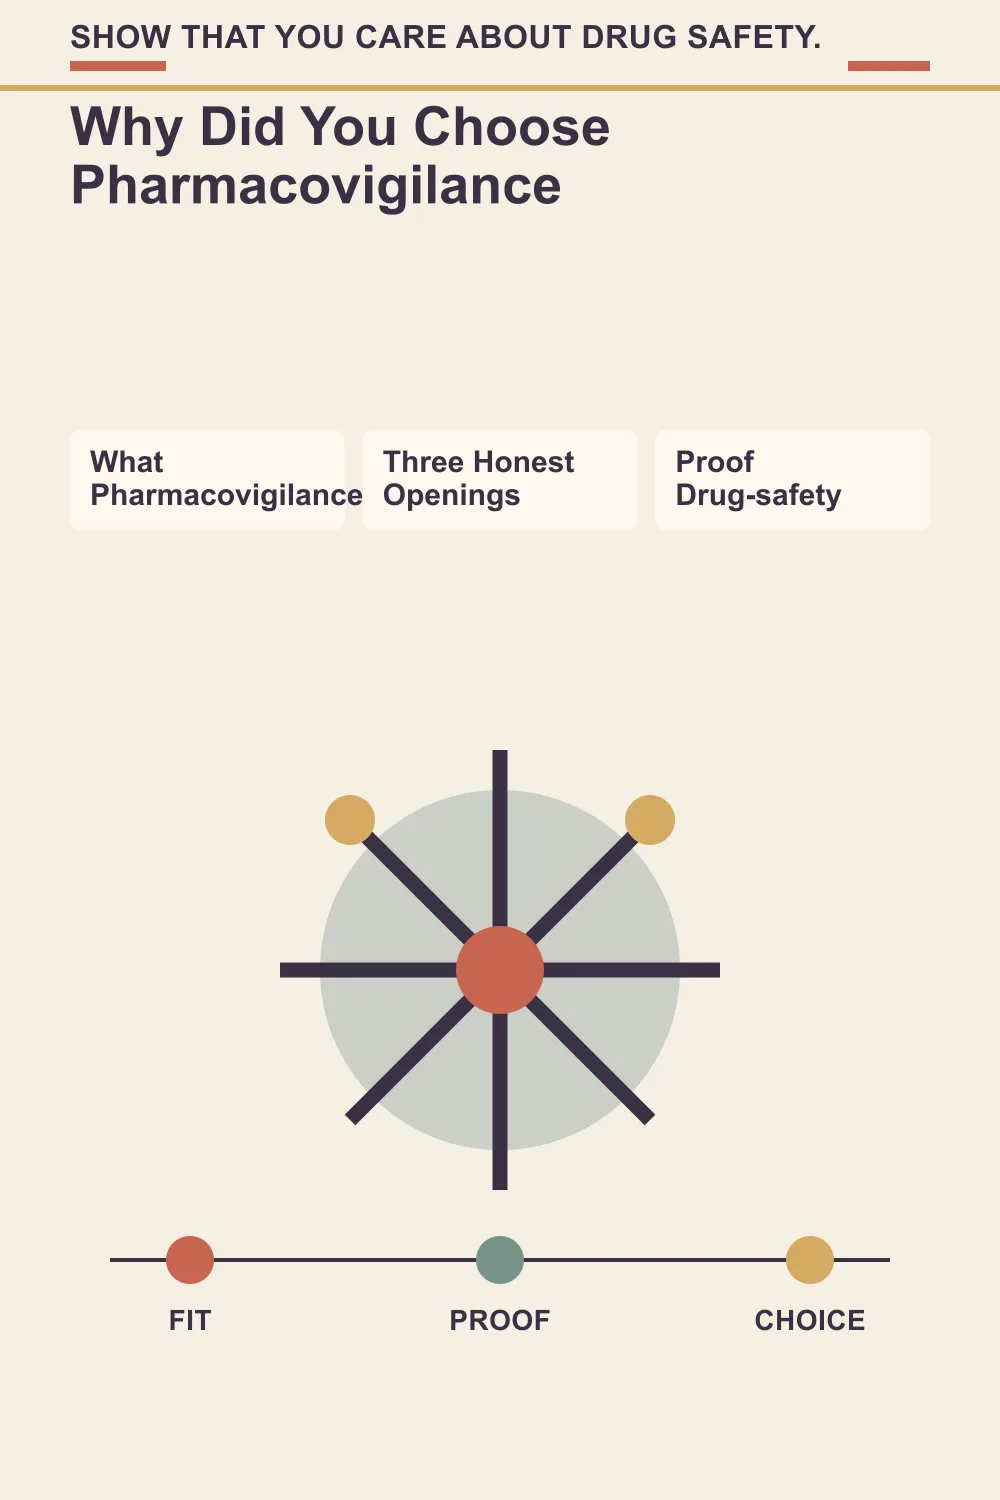 SHOW THAT YOU CARE ABOUT DRUG SAFETY.
Why Did You Choose
Pharmacovigilance
What
Pharmacovigilance
Three Honest
Openings
Proof
Drug-safety
FIT
PROOF
CHOICE